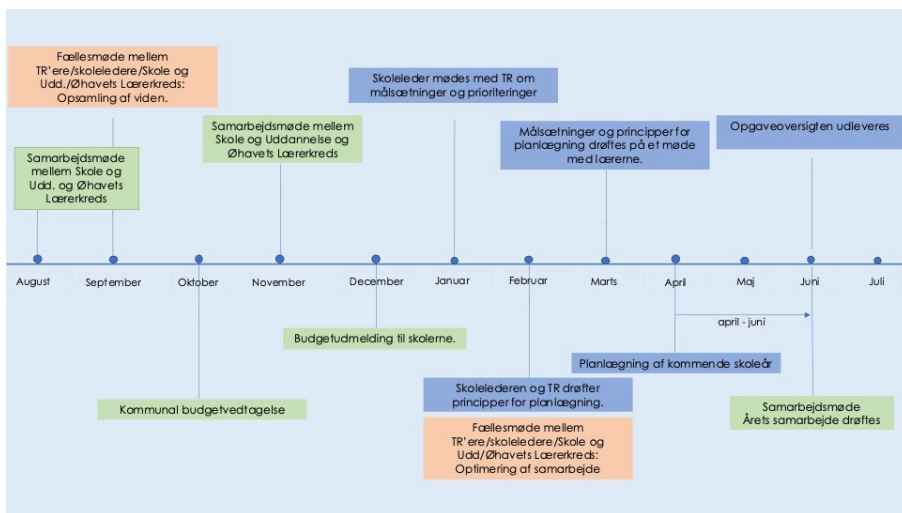 Fællesmøde mellem
TR'ere/skoleledere/Skole og
Udd./Øhavets Lærerkreds:
Opsamling af viden.
Samarbejdsmøde
mellem Skole og
Udd. og Øhavets
Lærerkreds
Samarbejdsmøde mellem
Skole og Uddannelse og
Øhavets Lærerkreds
Skoleleder mødes med TR om
målsætninger og prioriteringer
Målsætninger og principper for
planlægning drøftes på et møde
med lærerne.
Opgaveoversigten udleveres
August
September
Oktober
November
December
Januar
Februar
Marts
April
Maj
Juni
Juli
april - juni
Budgetudmelding til skolerne.
Planlægning af kommende skoleår
Kommunal budgetvedtagelse
Skolelederen og TR drøfter
principper for planlægning.
Fællesmøde mellem
TR'ere/skoleledere/Skole og
Udd/Øhavets Lærerkreds:
Optimering af samarbejde
Samarbejdsmøde
Årets samarbejde drøftes